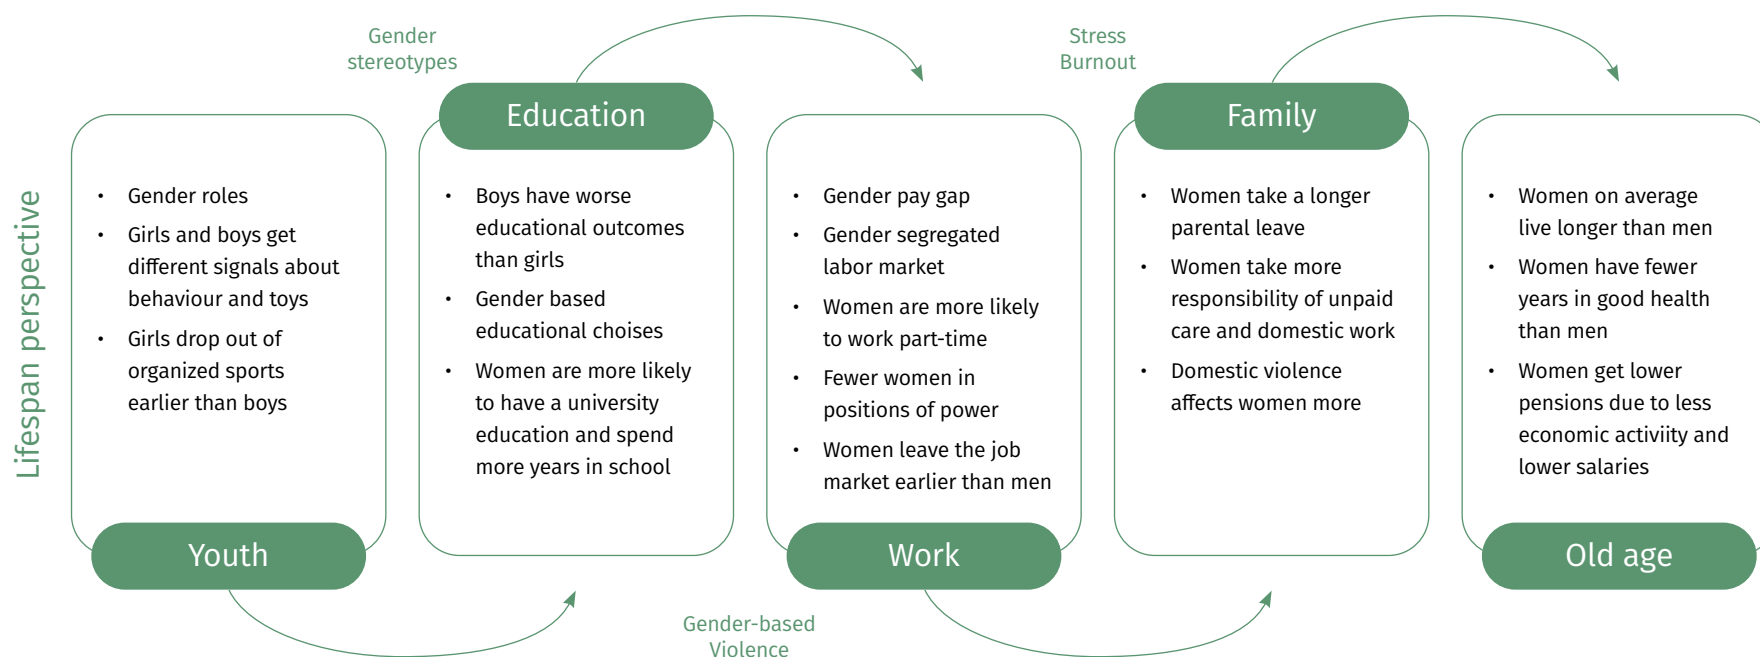 Lifespan perspective
Gender
stereotypes
Stress
Burnout
Gender-based
Violence
Youth
• Gender roles
• Girls and boys get
different signals about
behaviour and toys
• Girls drop out of
organized sports
earlier than boys
Education
• Boys have worse
educational outcomes
than girls
• Gender based
educational choises
• Women are more likely
to have a university
education and spend
more years in school
Work
• Gender pay gap
• Gender segregated
labor market
• Women are more likely
to work part-time
• Fewer women in
positions of power
• Women leave the job
market earlier than men
Family
• Women take a longer
parental leave
• Women take more
responsibility of unpaid
care and domestic work
• Domestic violence
affects women more
Old age
• Women on average
live longer than men
• Women have fewer
years in good health
than men
• Women get lower
pensions due to less
economic activiity and
lower salaries